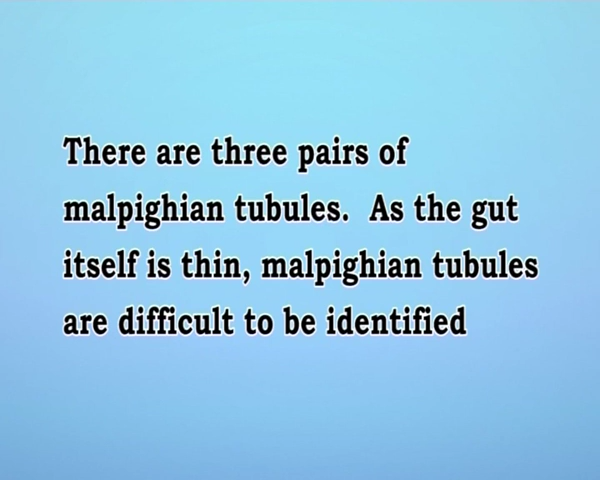 There are three pairs of
malpighian tubules.  As the gut
itself is thin, malpighian tubules
are difficult to be identified